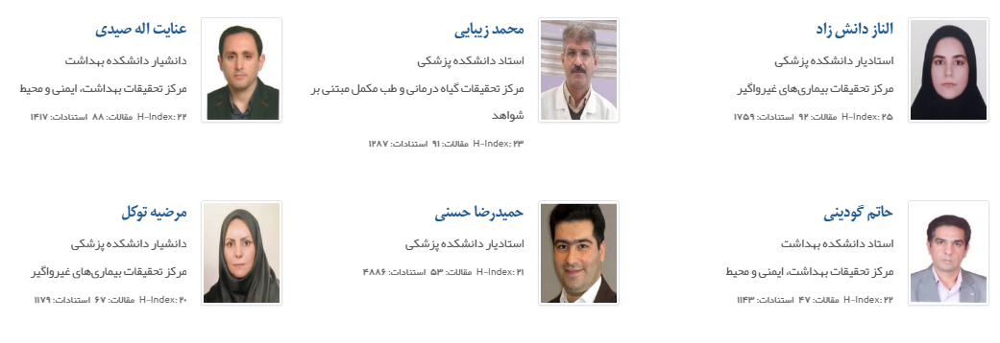 الناز دانش زاد
استادیار دانشکده پزشکی
مرکز تحقیقات بیماری‌های غیرواگیر
H-Index: ۲۵ مقالات: ۹۲ استنادات: ۱۷۵۹
محمد زیبایی
استاد دانشکده پزشکی
مرکز تحقیقات گیاه درمانی و طب مکمل مبتنی بر
شواهد
H-Index: ۲۳ مقالات: ۹۱ استنادات: ۱۲۸۷
عنایت اله صیدی
دانشیار دانشکده بهداشت
مرکز تحقیقات بهداشت، ایمنی و محیط
H-Index: ۲۲ مقالات: ۸۸ استنادات: ۱۴۱۷
حاتم گودینی
استاد دانشکده بهداشت
مرکز تحقیقات بهداشت، ایمنی و محیط
H-Index: ۲۲ مقالات: ۴۷ استنادات: ۱۱۴۳
حمیدرضا حسنی
استادیار دانشکده پزشکی
H-Index: ۲۱ مقالات: ۵۳ استنادات: ۴۸۸۶
مرضیه توکل
دانشیار دانشکده پزشکی
مرکز تحقیقات بیماری‌های غیرواگیر
H-Index: ۲۰ مقالات: ۶۷ استنادات: ۱۱۷۹